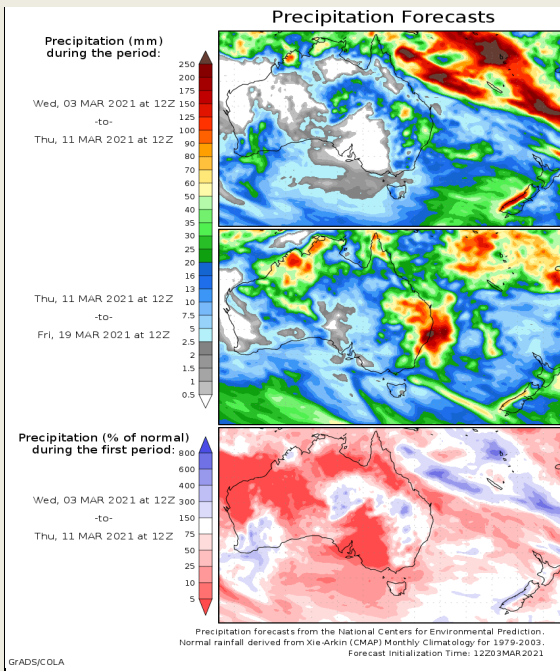 Precipitation Forecasts
Precipitation (mm)
during the period:
Wed, 03 MAR 2021 at 12Z
-to-
Thu, 11 MAR 2021 at 12Z
250
200
175
150
125
100
90
80
70
60
50
40
35
30
25
20
16
13
10
7.5
5
2.5
2
1.5
1
0.5
Thu, 11 MAR 2021 at 12Z
-to-
Fri, 19 MAR 2021 at 12Z
Precipitation (% of normal)
during the first period:
Wed, 03 MAR 2021 at 12Z
-to-
Thu, 11 MAR 2021 at 12Z
800
600
400
300
150
75
50
25
10
5
Precipitation forecasts from the National Centers for Environmental Prediction.
Normal rainfall derived from Xie-Arkin (CMAP) Monthly Climatology for 1979-2003.
Forecast Initialization Time: 12Z03MAR2021
GrADS/COLA